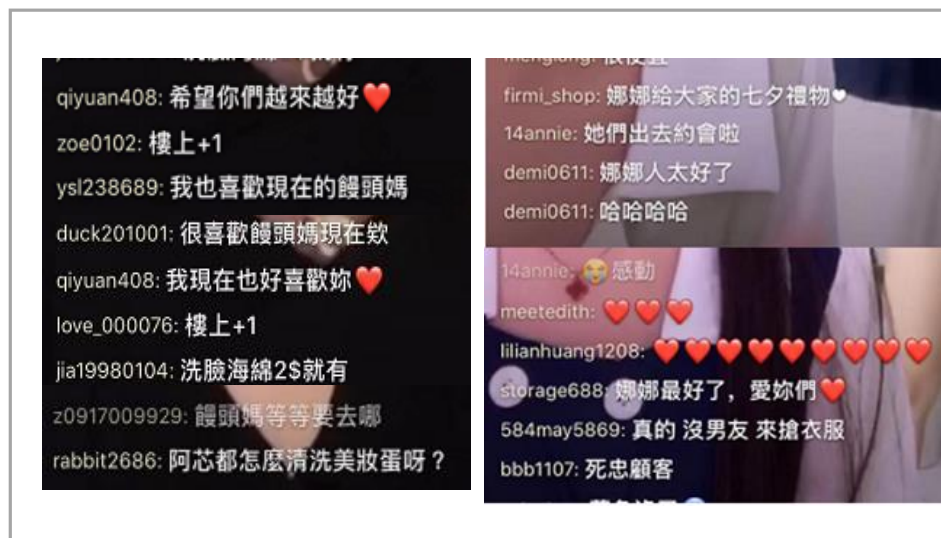 qiyuan408: 希望你們越來越好❤️
zoe0102: 樓上+1
ysl238689: 我也喜歡現在的饅頭媽
duck201001: 很喜歡饅頭媽現在欸
qiyuan408: 我現在也好喜歡妳❤️
love_000076: 樓上+1
jia19980104: 洗臉海綿2$就有
z0917009929: 饅頭媽等等要去哪
rabbit2686: 阿芯都怎麼清洗美妝蛋呀？
很便宜
firmi_shop: 娜娜給大家的七夕禮物❤
14annie: 她們出去約會啦
demi0611: 娜娜人太好了
demi0611: 哈哈哈哈
14annie: 😭感動
meetedith: ❤️❤️❤️
lilianhuang1208: ❤️❤️❤️❤️❤️❤️❤️❤️❤️
storage688: 娜娜最好了，愛妳們❤️
584may5869: 真的 沒男友 來搶衣服
bbb1107: 死忠顧客